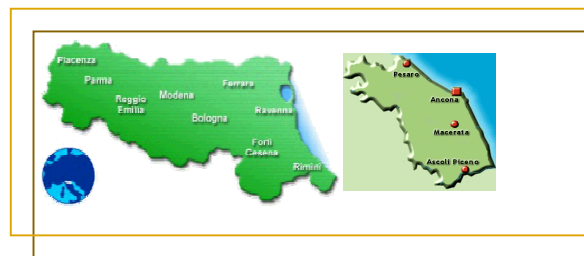 Piacenza
Parma
Reggio
Emilia
Modena
Bologna
Ferrara
Ravenna
Forlì
Cesena
Rimini
Pesaro
Ancona
Macerata
Ascoli Piceno